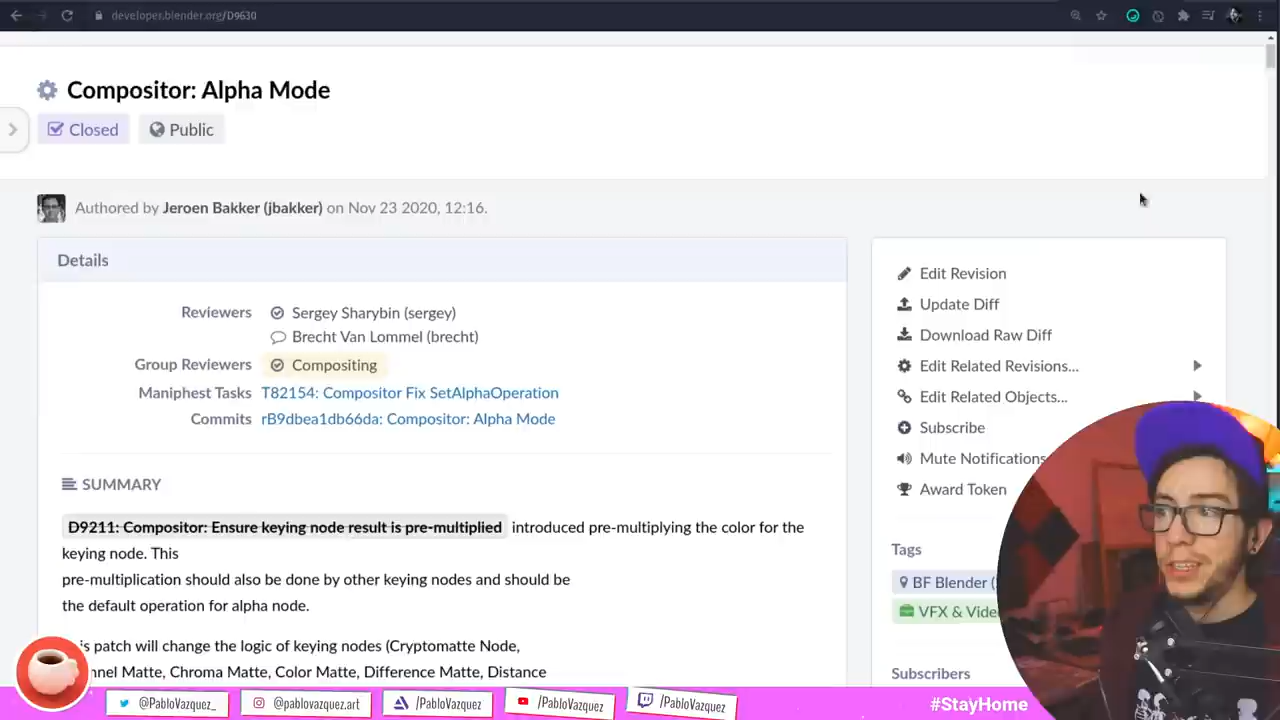 developer.blender.org/D9630
Compositor: Alpha Mode
Closed
Public
Authored by Jeroen Bakker (jbakker) on Nov 23 2020, 12:16.
Details
Reviewers
Sergey Sharybin (sergey)
Brecht Van Lommel (brecht)
Group Reviewers
Compositing
Maniphest Tasks
T82154: Compositor Fix SetAlphaOperation
Commits
rB9dbea1db66da: Compositor: Alpha Mode
SUMMARY
D9211: Compositor: Ensure keying node result is pre-multiplied introduced pre-multiplying the color for the
keying node. This
pre-multiplication should also be done by other keying nodes and should be
the default operation for alpha node.
is patch will change the logic of keying nodes (Cryptomatte Node,
nnel Matte, Chroma Matte, Color Matte, Difference Matte, Distance
Edit Revision
Update Diff
Download Raw Diff
Edit Related Revisions...
Edit Related Objects...
Subscribe
Mute Notifications
Award Token
Tags
BF Blender (
VFX & Vide
Subscribers
@PabloVazquez_
@pablovazquez.art
/PabloVazquez
/PabloVazquez
/PabloVazquez
#StayHome